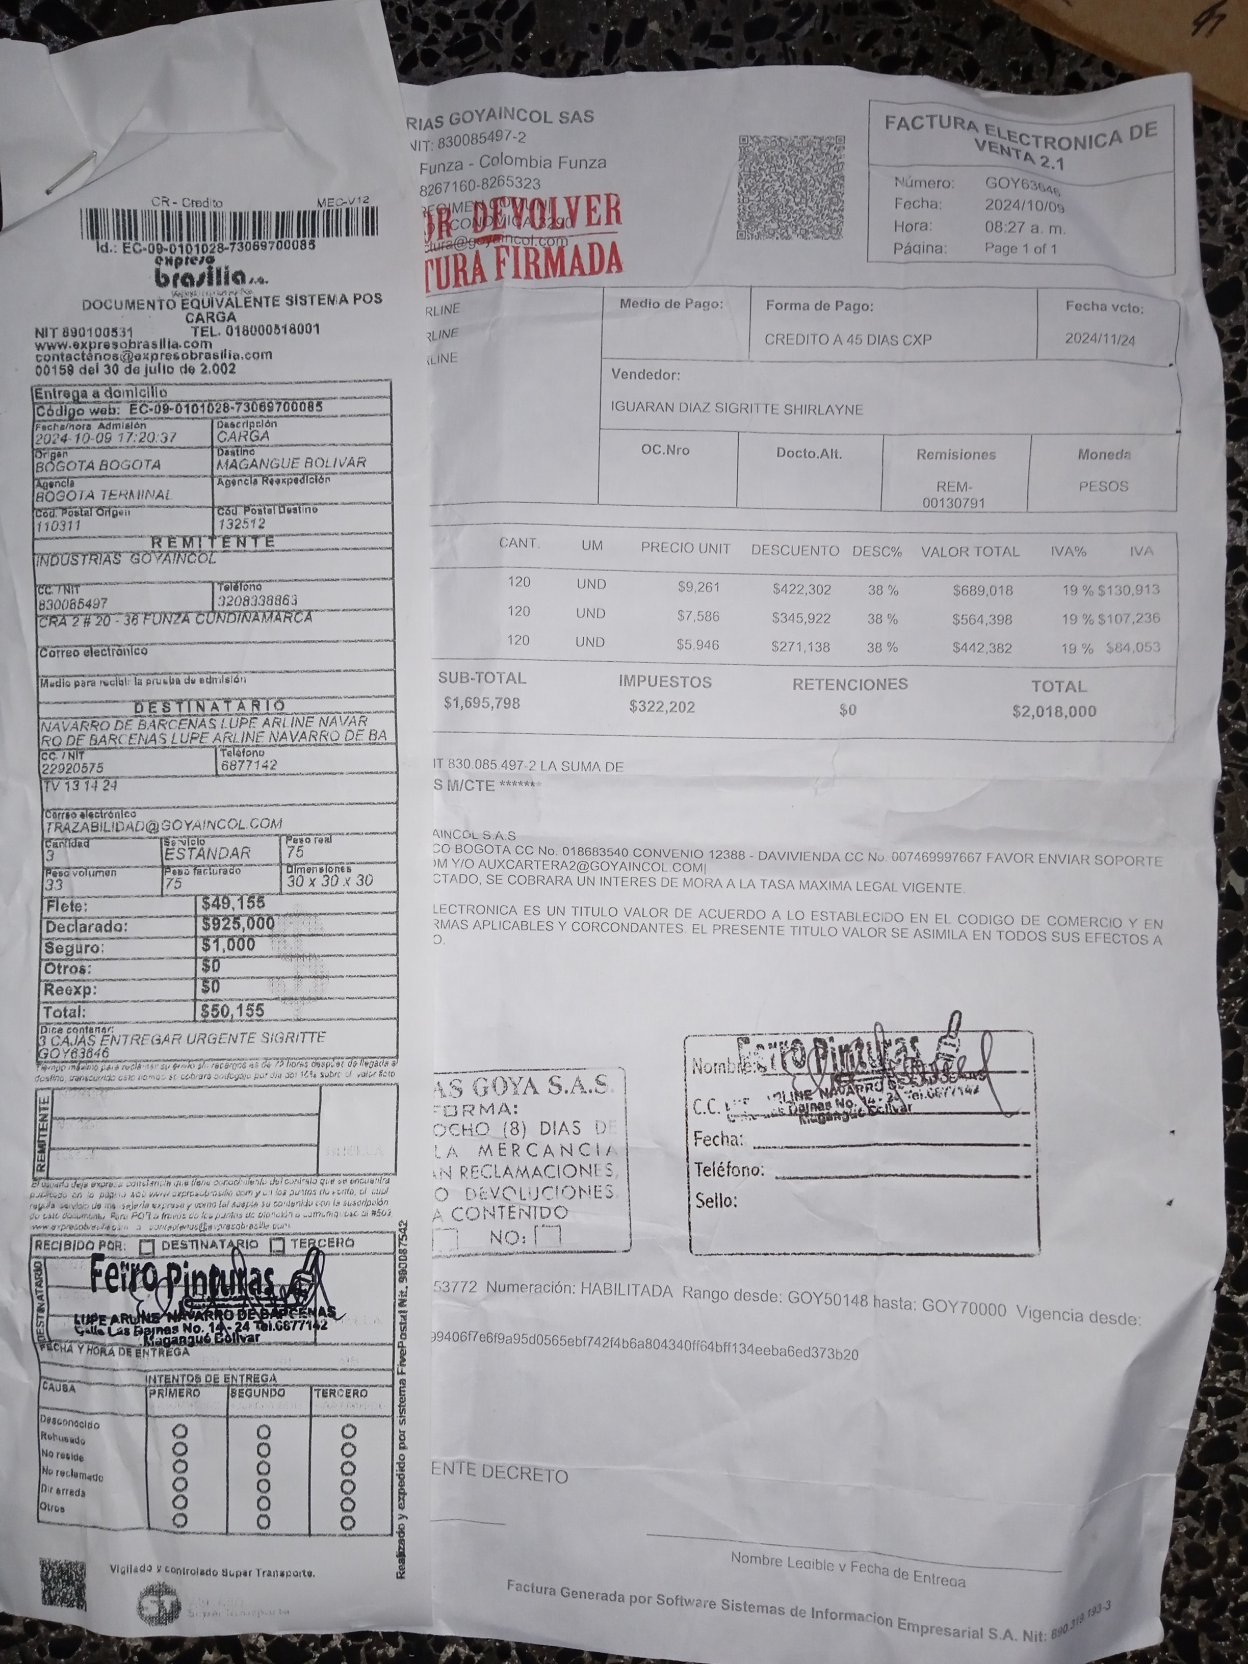 CR - Credito MEC-V12
Id.: EC-09-0101028-73069700085
expreso
brasilia s.a.
DOCUMENTO EQUIVALENTE SISTEMA POS
CARGA
NIT 890100531 TEL. 018000518001
www.expresobrasilia.com
contactenos@expresobrasilia.com
00159 del 30 de julio de 2.002
Entrega a domicilio
Código web: EC-09-0101028-73069700085
Fecha/hora Admisión Descripción
2024-10-09 17:20:37 CARGA
Origen Destino
BOGOTA BOGOTA MAGANGUE BOLIVAR
Agencia Agencia Reexpedición
BOGOTA TERMINAL
Cod. Postal Origen Cod. Postal Destino
110311 132512
REMITENTE
INDUSTRIAS GOYAINCOL
CC. / NIT Teléfono
830085497 3208338863
CRA 2 # 20 - 36 FUNZA CUNDINAMARCA
Correo electrónico
Medio para recibir la prueba de admisión
DESTINATARIO
NAVARRO DE BARCENAS LUPE ARLINE NAVAR
RO DE BARCENAS LUPE ARLINE NAVARRO DE BA
CC. / NIT Teléfono
22920575 6877142
TV 13 14 24
Correo electrónico
TRAZABILIDAD@GOYAINCOL.COM
Cantidad Servicio Peso real
3 ESTANDAR 75
Peso volumen Peso facturado Dimensiones
33 75 30 x 30 x 30
Flete: $49,155
Declarado: $925,000
Seguro: $1,000
Otros: $0
Reexp: $0
Total: $50,155
Dice contener:
3 CAJAS ENTREGAR URGENTE SIGRITTE
GOY63646
REMITENTE
RECIBIDO POR: DESTINATARIO TERCERO
DESTINATARIO
Ferro Pinturas
LUPE ARLINE NAVARRO DE BARCENAS
Calle Las Damas No. 14 - 24 Tel.6877142
Magangué Bolívar
FECHA Y HORA DE ENTREGA
INTENTOS DE ENTREGA
CAUSA PRIMERO SEGUNDO TERCERO
Desconocido
Rehusado
No reside
No reclamado
Dir errada
Otros
Vigilado y controlado Super Transporte.
Realizado y expedido por sistema FivePostal Nit. 900087542
RIAS GOYAINCOL SAS
NIT: 830085497-2
Funza - Colombia Funza
8267160-8265323
OR DEVOLVER
TURA FIRMADA
FACTURA ELECTRONICA DE
VENTA 2.1
Número: GOY63646
Fecha: 2024/10/09
Hora: 08:27 a. m.
Página: Page 1 of 1
RLINE
RLINE
RLINE
Medio de Pago: Forma de Pago: Fecha vcto:
CREDITO A 45 DIAS CXP 2024/11/24
Vendedor:
IGUARAN DIAZ SIGRITTE SHIRLAYNE
OC.Nro Docto.Alt. Remisiones Moneda
REM-
00130791 PESOS
CANT. UM PRECIO UNIT DESCUENTO DESC% VALOR TOTAL IVA% IVA
120 UND $9,261 $422,302 38 % $689,018 19 % $130,913
120 UND $7,586 $345,922 38 % $564,398 19 % $107,236
120 UND $5,946 $271,138 38 % $442,382 19 % $84,053
SUB-TOTAL IMPUESTOS RETENCIONES TOTAL
$1,695,798 $322,202 $0 $2,018,000
IT 830.085.497-2 LA SUMA DE
S M/CTE ******
AINCOL S.A.S
CO BOGOTA CC No. 018683540 CONVENIO 12388 - DAVIVIENDA CC No. 007469997667 FAVOR ENVIAR SOPORTE
OM Y/O AUXCARTERA2@GOYAINCOL.COM|
CTADO, SE COBRARA UN INTERES DE MORA A LA TASA MAXIMA LEGAL VIGENTE.
LECTRONICA ES UN TITULO VALOR DE ACUERDO A LO ESTABLECIDO EN EL CODIGO DE COMERCIO Y EN
RMAS APLICABLES Y CORCONDANTES. EL PRESENTE TITULO VALOR SE ASIMILA EN TODOS SUS EFECTOS A
O.
AS GOYA S.A.S.
FORMA:
OCHO (8) DIAS DE
LA MERCANCIA
AN RECLAMACIONES,
O DEVOLUCIONES
A CONTENIDO
NO:
Nombre:
Ferro Pinturas
C.C.
Calle Las Damas No. 14 - 24 Tel.6877142
Magangué Bolívar
Fecha:
Teléfono:
Sello:
53772 Numeración: HABILITADA Rango desde: GOY50148 hasta: GOY70000 Vigencia desde:
99406f7e6f9a95d0565ebf742f4b6a804340ff64bff134eeba6ed373b20
ENTE DECRETO
Nombre Legible y Fecha de Entrega
Factura Generada por Software Sistemas de Informacion Empresarial S.A. Nit: 890.319.193-3